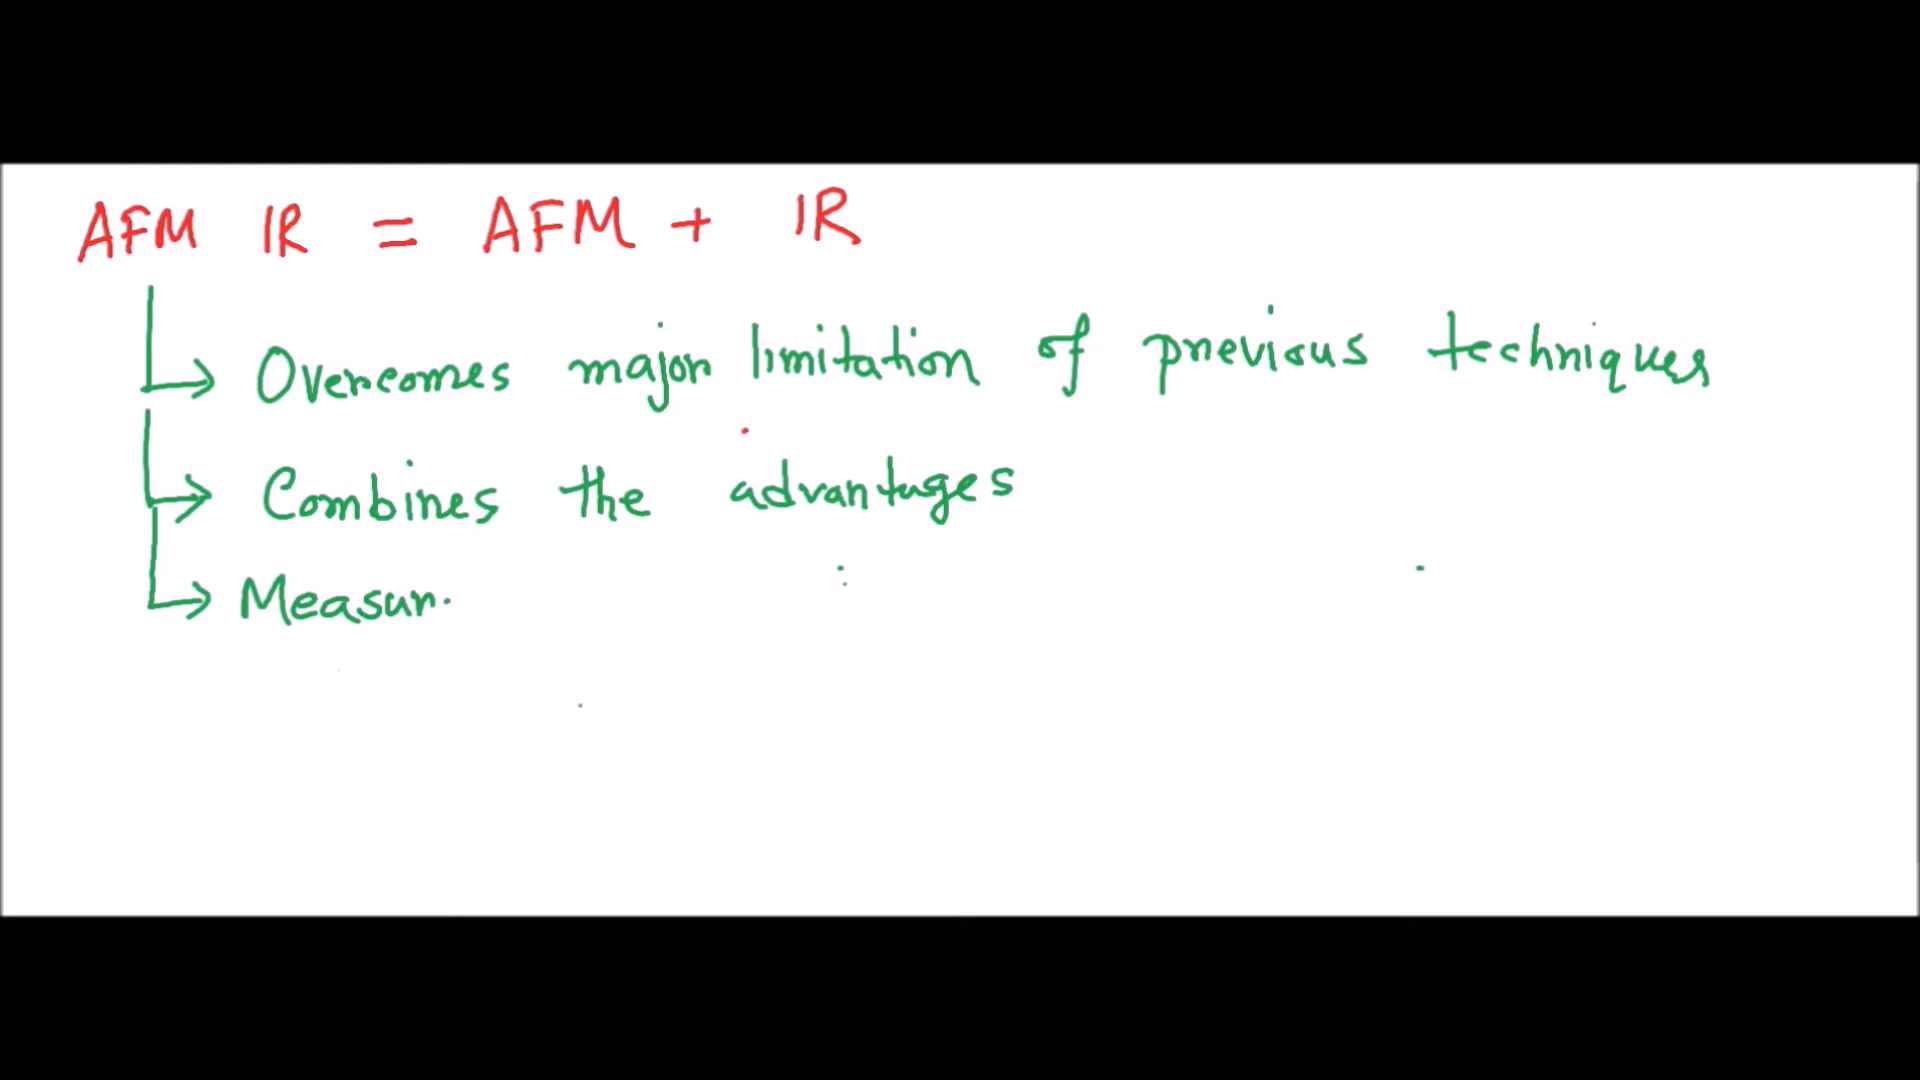 AFM IR = AFM + IR
Overcomes major limitation of previous techniques
Combines the advantages
Measur